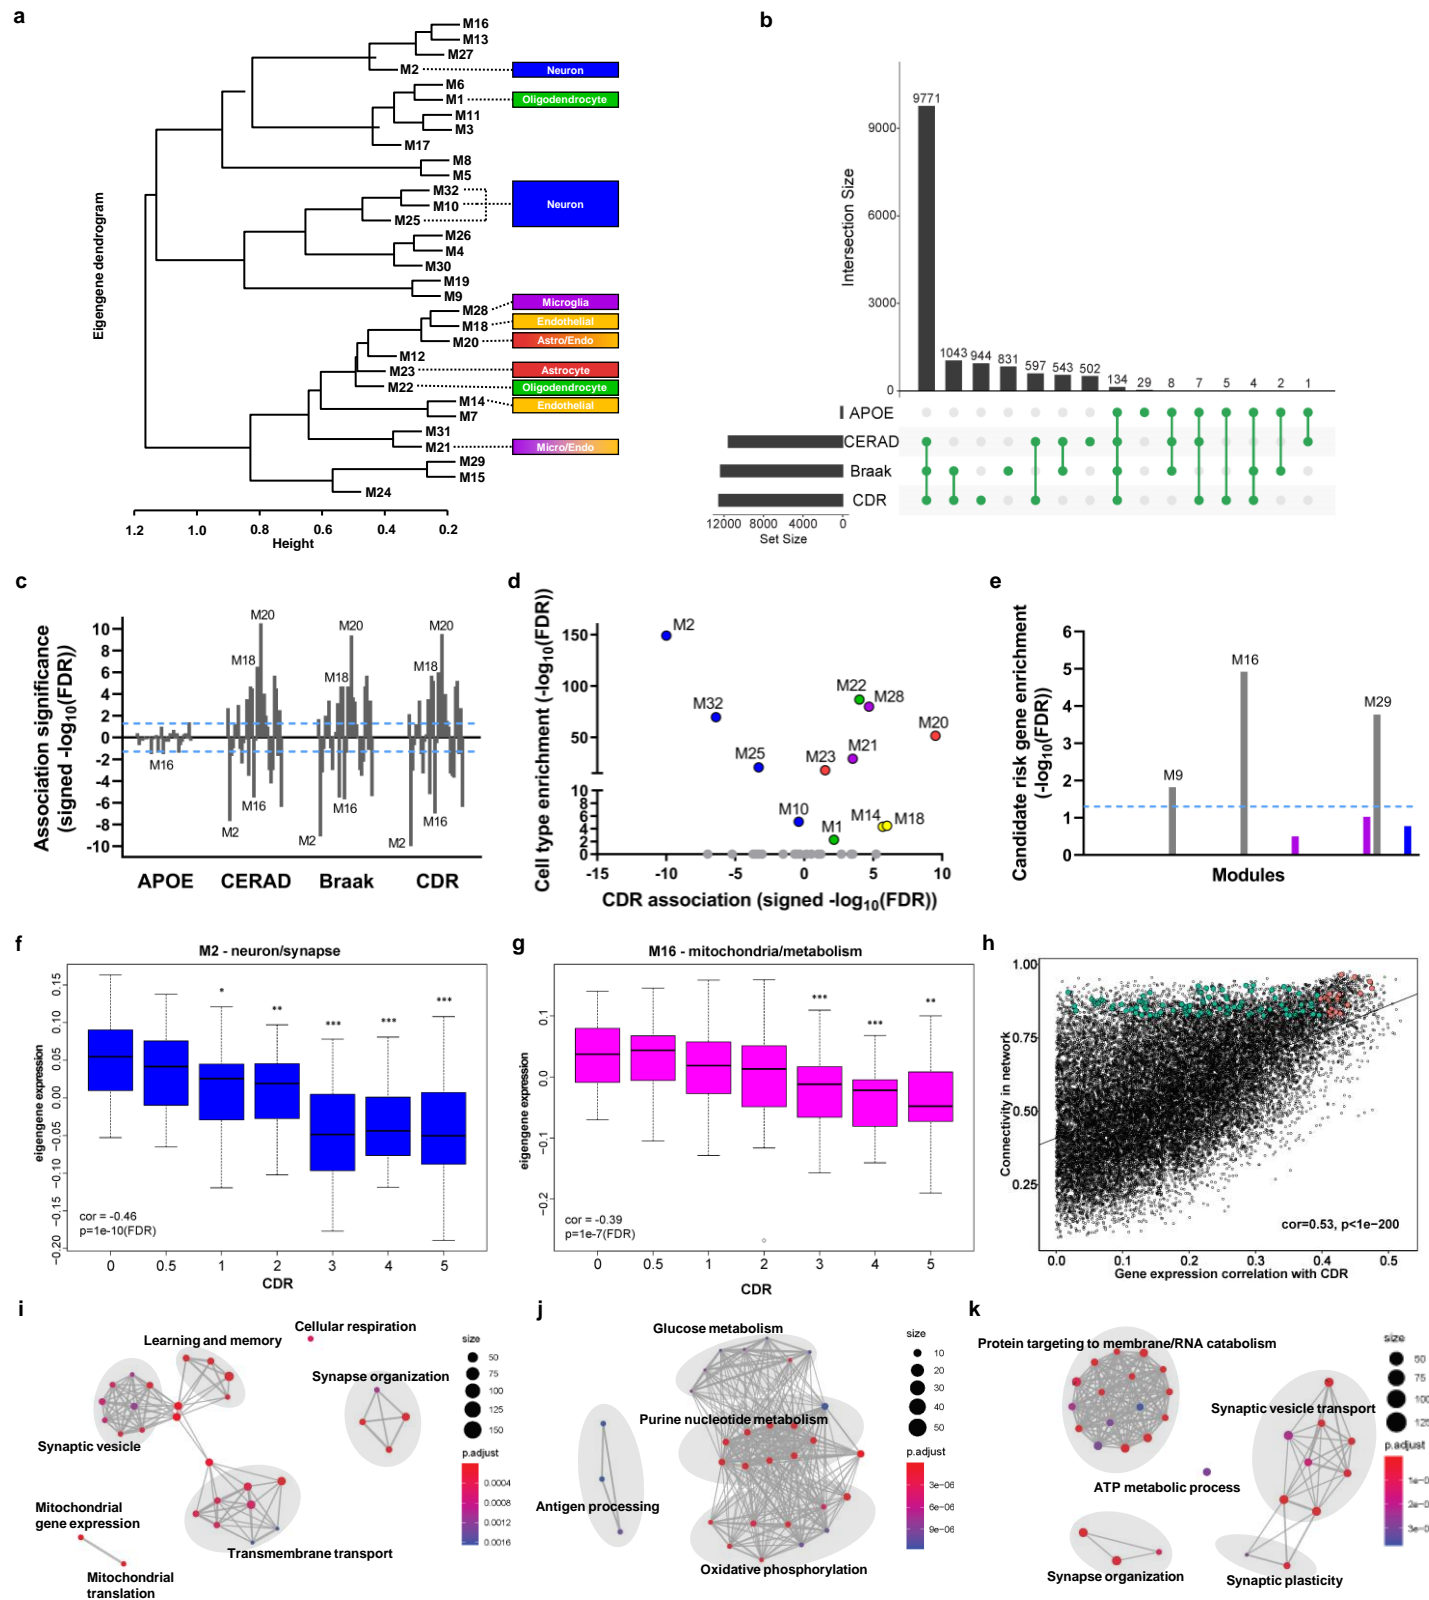 a
Eigengene dendrogram
M16
M13
M27
M2
Neuron
M6
M1
Oligodendrocyte
M11
M3
M17
M8
M5
M32
M10
Neuron
M25
M26
M4
M30
M19
M9
Microglia
M28
Endothelial
M18
M20
Astro/Endo
M12
M23
Astrocyte
M22
Oligodendrocyte
M14
Endothelial
M7
M31
M21
Micro/Endo
M29
M15
M24
1.2 1.0 0.8 0.6 0.4 0.2
Height
b
Intersection Size
9000
6000
3000
0
9771 1043 944 831 597 543 502 134 29 8 7 5 4 2 1
APOE
CERAD
Braak
CDR
12000 8000 4000 0
Set Size
c
Association significance
(signed -log10(FDR))
10
8
6
4
2
0
-2
-4
-6
-8
-10
M16
M20
M18
M16
M2
M20
M18
M16
M2
M20
M18
M16
M2
APOE CERAD Braak CDR
d
Cell type enrichment (-log10(FDR))
150
100
50
10
8
6
4
2
0
M2
M32
M25
M22
M28
M20
M21
M23
M10
M14
M18
M1
-15 -10 -5 0 5 10
CDR association (signed -log10(FDR))
e
Candidate risk gene enrichment
(-log10(FDR))
6
5
4
3
2
1
0
M9
M16
M29
Modules
f
M2 - neuron/synapse
eigengene expression
0.15
0.10
0.05
0.00
−0.05
−0.10
−0.15
−0.20
* ** *** *** ***
cor = -0.46
p=1e-10(FDR)
0 0.5 1 2 3 4 5
CDR
g
M16 - mitochondria/metabolism
eigengene expression
0.1
0.0
−0.1
−0.2
*** *** **
cor = -0.39
p=1e-7(FDR)
0 0.5 1 2 3 4 5
CDR
h
Connectivity in network
1.00
0.75
0.50
0.25
cor=0.53, p<1e−200
0.0 0.1 0.2 0.3 0.4 0.5
Gene expression correlation with CDR
i
Cellular respiration
Learning and memory
Synapse organization
Synaptic vesicle
Mitochondrial
gene expression
Transmembrane transport
Mitochondrial
translation
size
50
75
100
125
150
p.adjust
0.0004
0.0008
0.0012
0.0016
j
Glucose metabolism
Purine nucleotide metabolism
Antigen processing
Oxidative phosphorylation
size
10
20
30
40
50
p.adjust
3e-06
6e-06
9e-06
k
Protein targeting to membrane/RNA catabolism
Synaptic vesicle transport
ATP metabolic process
Synapse organization
Synaptic plasticity
size
50
75
100
125
p.adjust